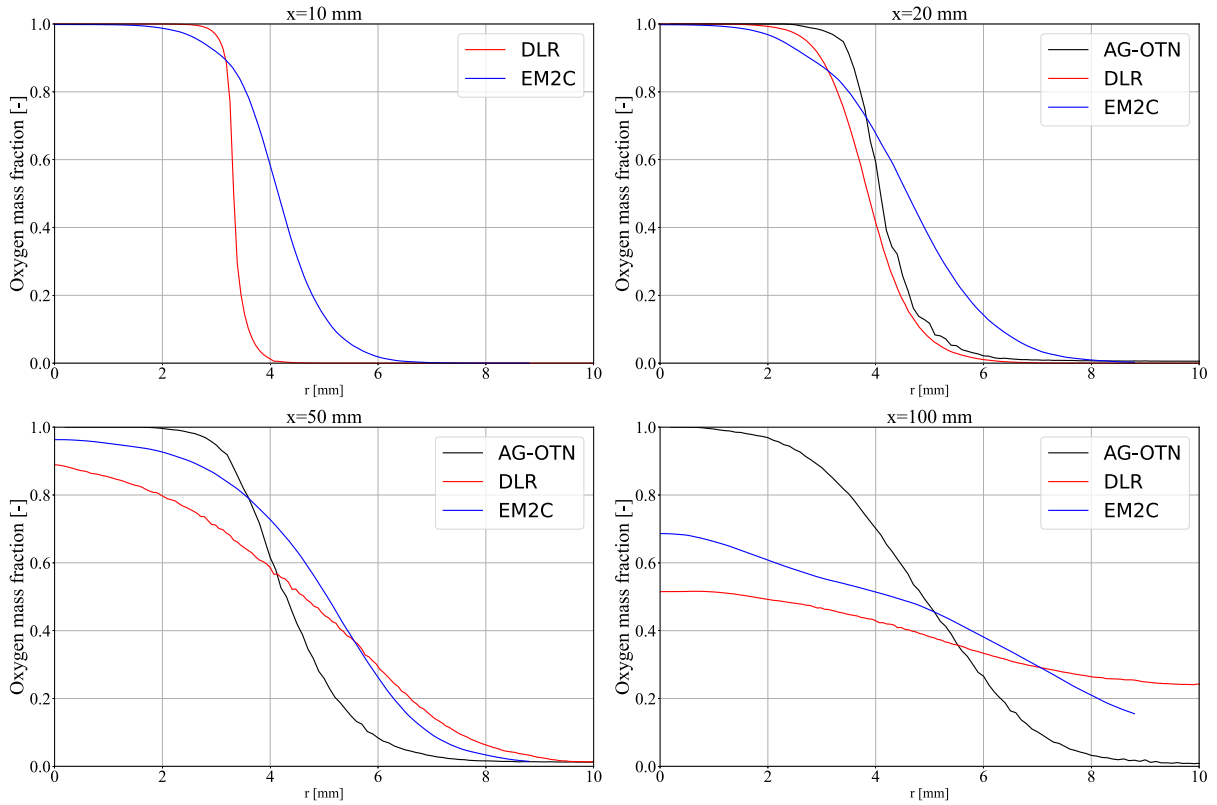 x=10 mm
Oxygen mass fraction [-]
1.0
0.8
0.6
0.4
0.2
0.0
DLR
EM2C
0 2 4 6 8 10
r [mm]
x=20 mm
Oxygen mass fraction [-]
1.0
0.8
0.6
0.4
0.2
0.0
AG-OTN
DLR
EM2C
0 2 4 6 8 10
r [mm]
x=50 mm
Oxygen mass fraction [-]
1.0
0.8
0.6
0.4
0.2
0.0
AG-OTN
DLR
EM2C
0 2 4 6 8 10
r [mm]
x=100 mm
Oxygen mass fraction [-]
1.0
0.8
0.6
0.4
0.2
0.0
AG-OTN
DLR
EM2C
0 2 4 6 8 10
r [mm]